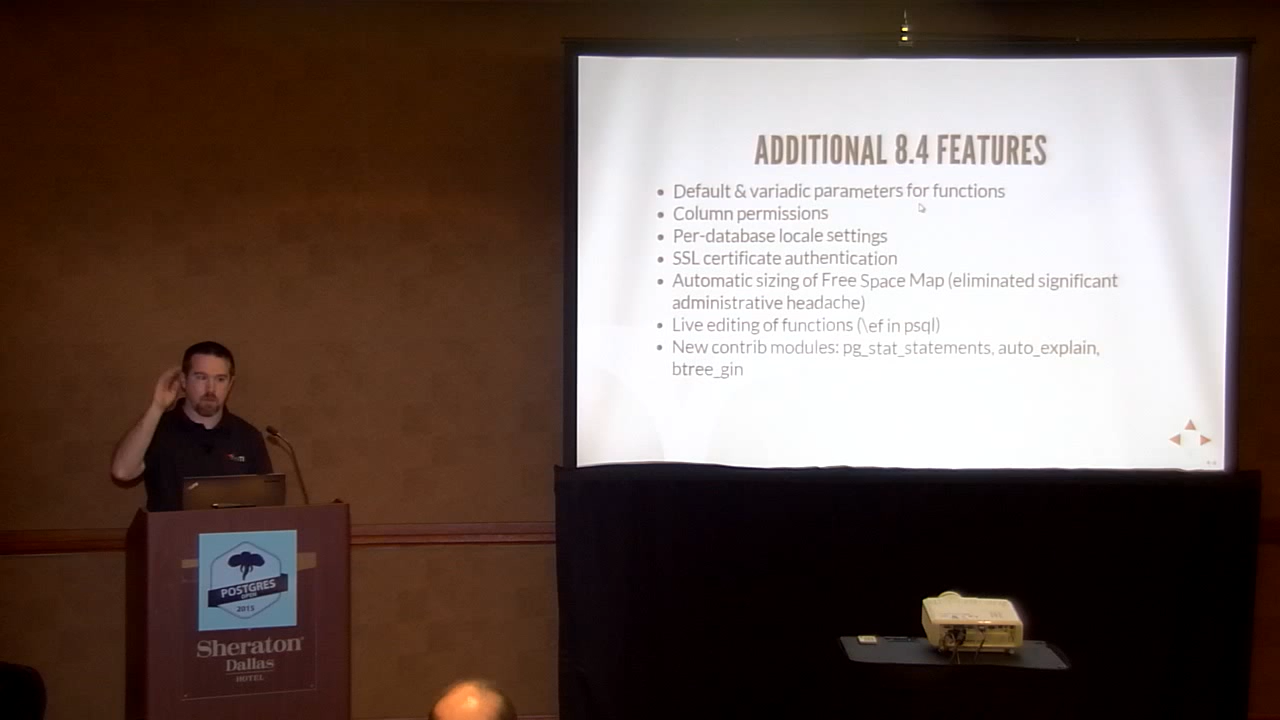 ADDITIONAL 8.4 FEATURES
• Default & variadic parameters for functions
• Column permissions
• Per-database locale settings
• SSL certificate authentication
• Automatic sizing of Free Space Map (eliminated significant
administrative headache)
• Live editing of functions (\ef in psql)
• New contrib modules: pg_stat_statements, auto_explain,
btree_gin
POSTGRES
OPEN
2015
Sheraton
Dallas
HOTEL